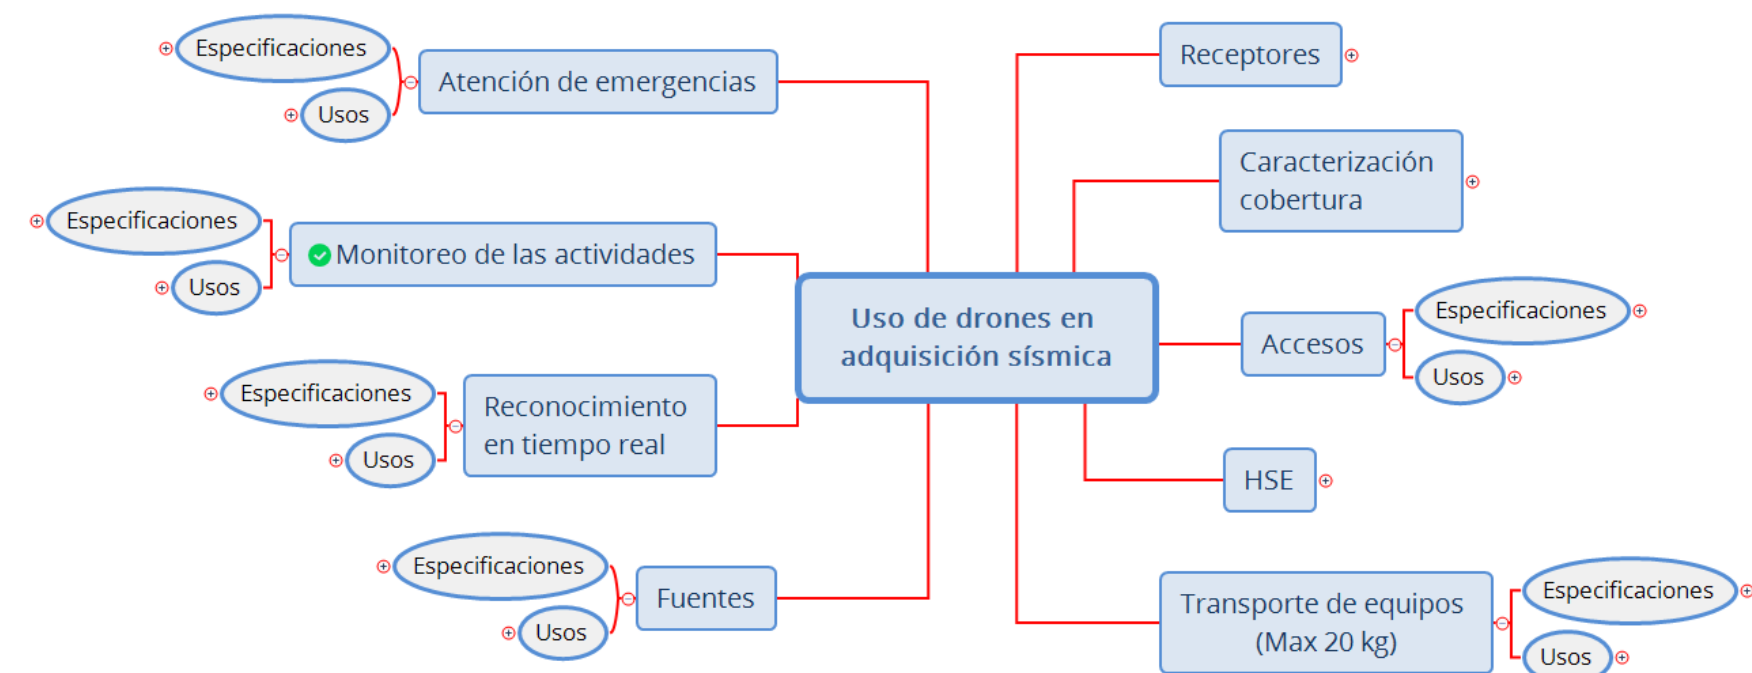 Uso de drones en
adquisición sísmica
Atención de emergencias
Especificaciones
Usos
Monitoreo de las actividades
Especificaciones
Usos
Reconocimiento
en tiempo real
Especificaciones
Usos
Fuentes
Especificaciones
Usos
Receptores
Caracterización
cobertura
Accesos
Especificaciones
Usos
HSE
Transporte de equipos
(Max 20 kg)
Especificaciones
Usos